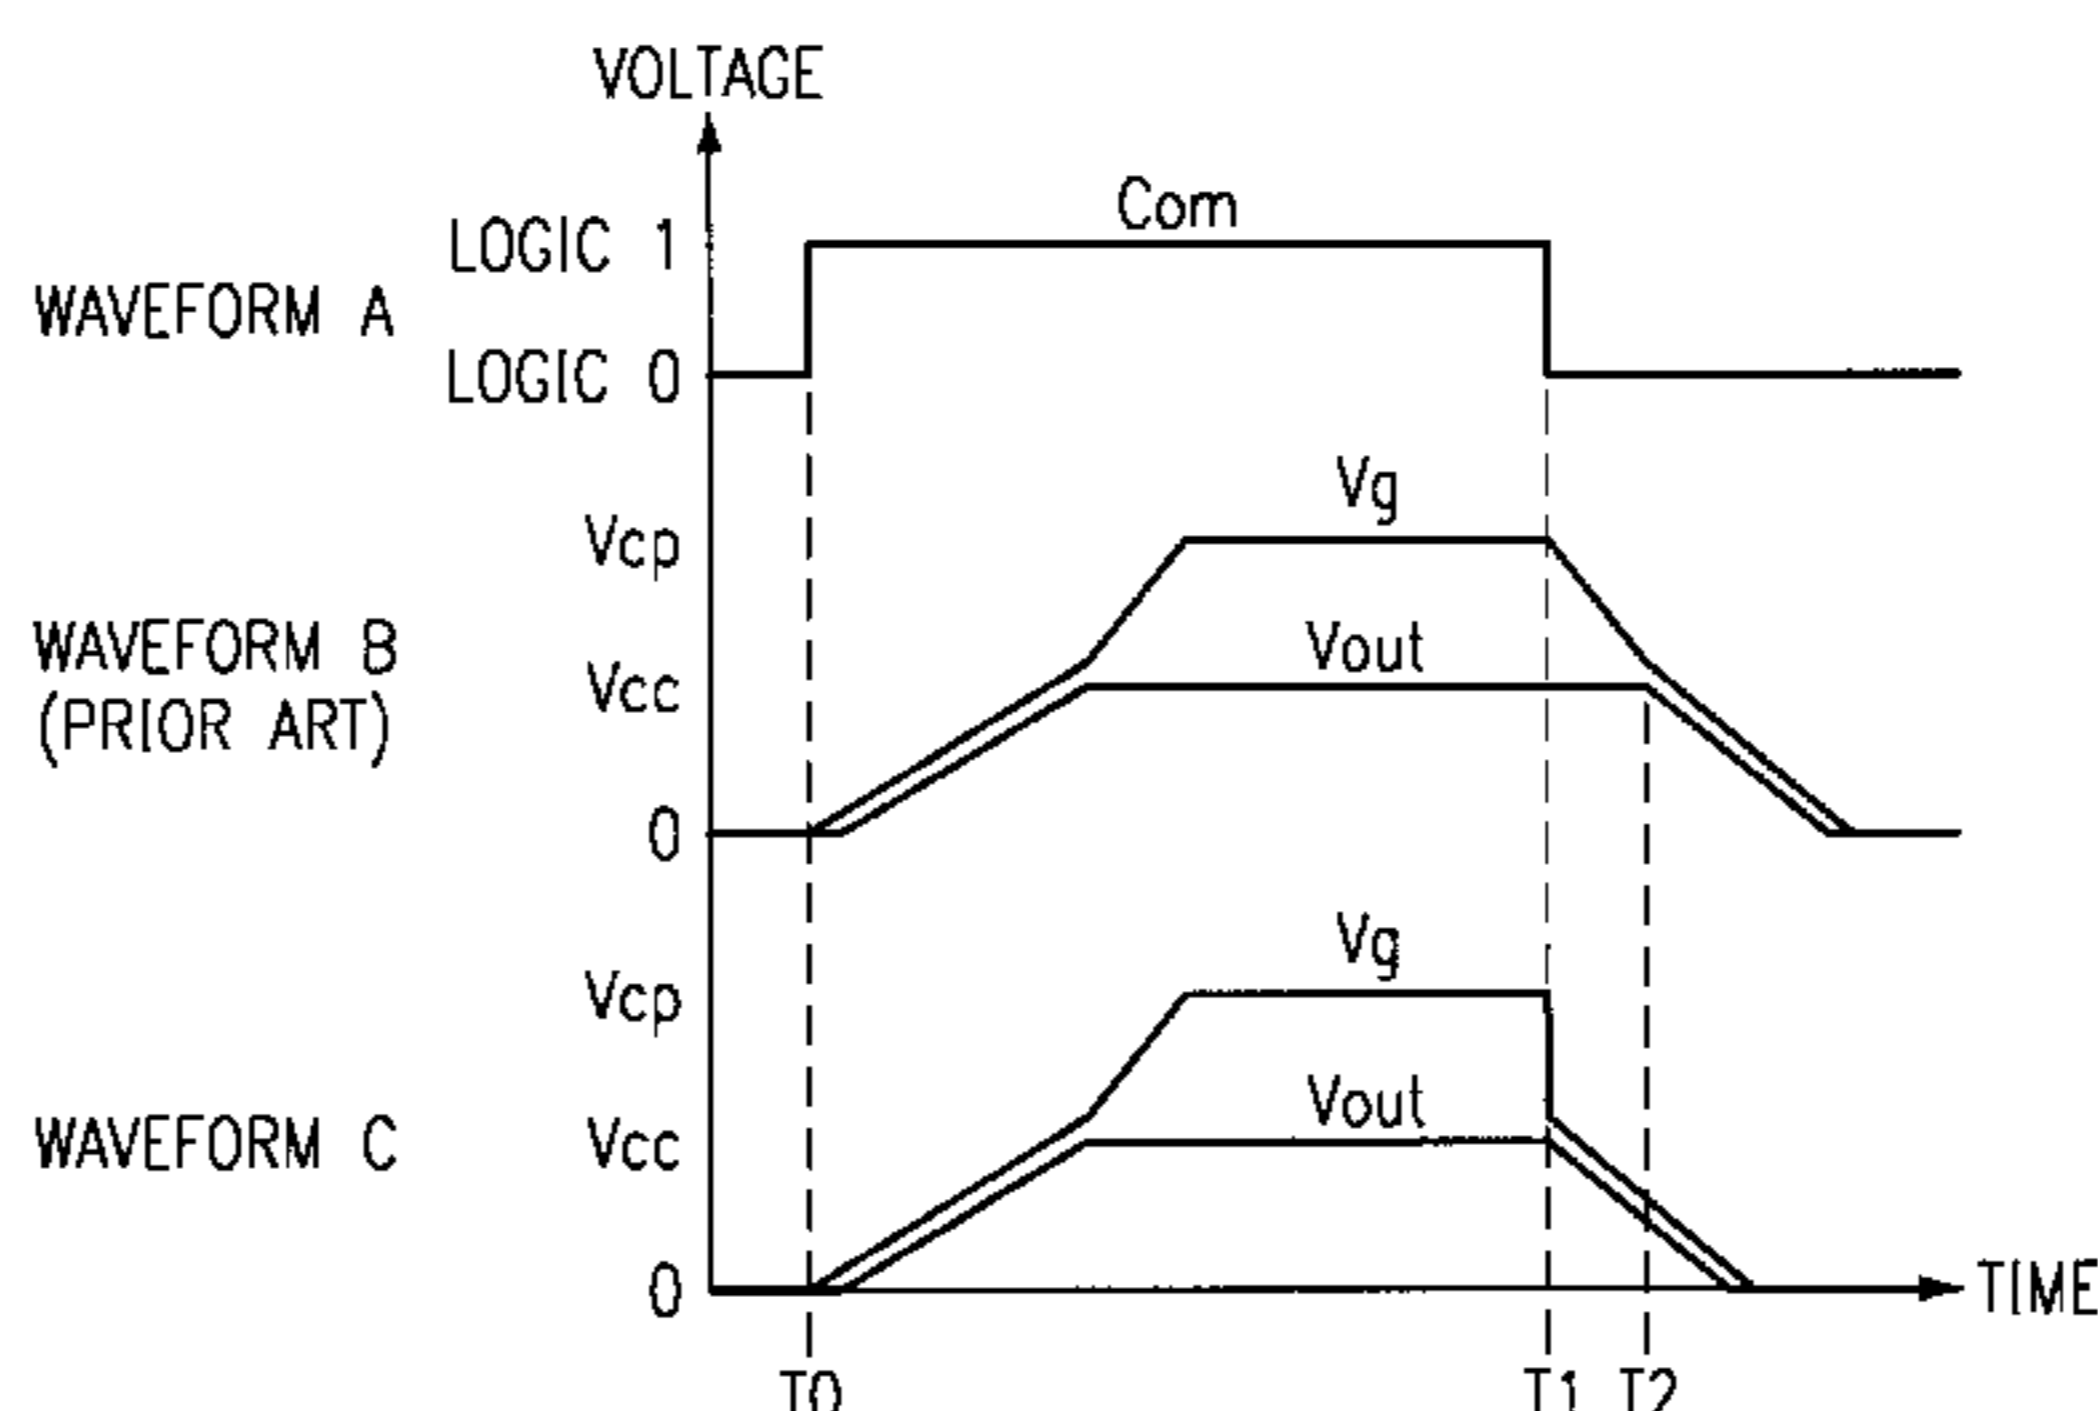 VOLTAGE
Com
LOGIC 1
WAVEFORM A
LOGIC 0
Vg
Vcp
Vout
WAVEFORM B
(PRIOR ART)
Vcc
0
Vg
Vcp
Vout
WAVEFORM C
Vcc
0
TIME
T0
T1
T2